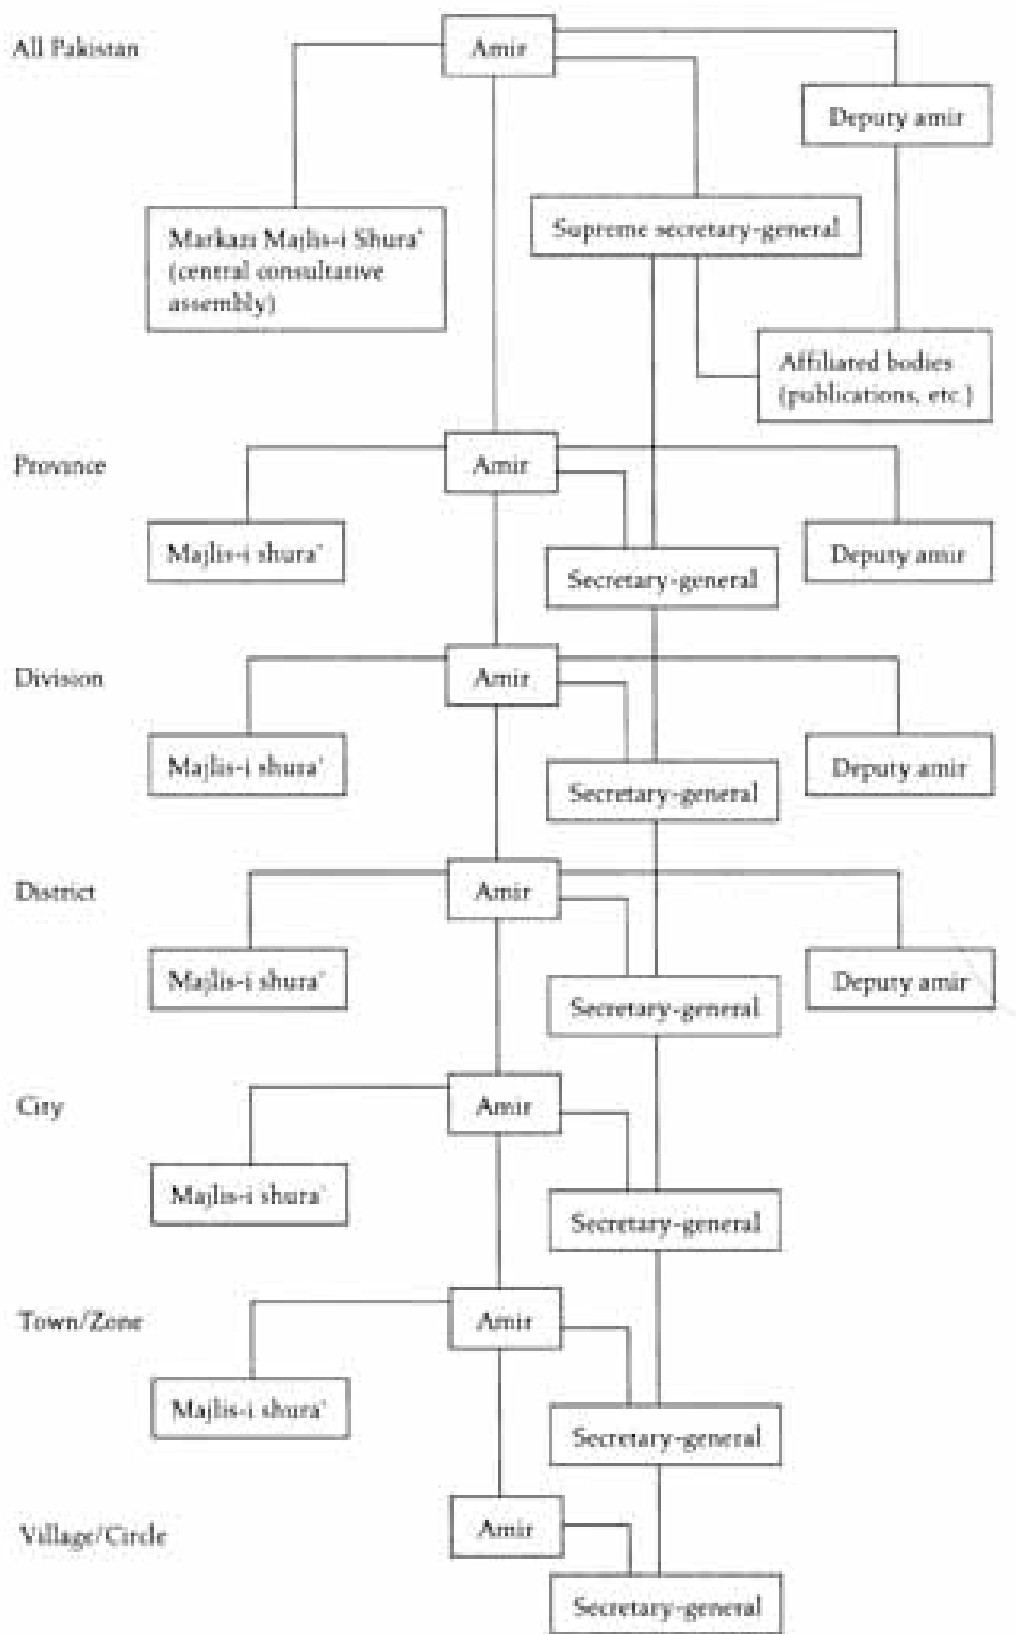 All Pakistan
Amir
Deputy amir
Markazi Majlis-i Shura'
(central consultative
assembly)
Supreme secretary-general
Affiliated bodies
(publications, etc.)
Province
Amir
Majlis-i shura'
Secretary-general
Deputy amir
Division
Amir
Majlis-i shura'
Secretary-general
Deputy amir
District
Amir
Majlis-i shura'
Secretary-general
Deputy amir
City
Amir
Majlis-i shura'
Secretary-general
Town/Zone
Amir
Majlis-i shura'
Secretary-general
Village/Circle
Amir
Secretary-general